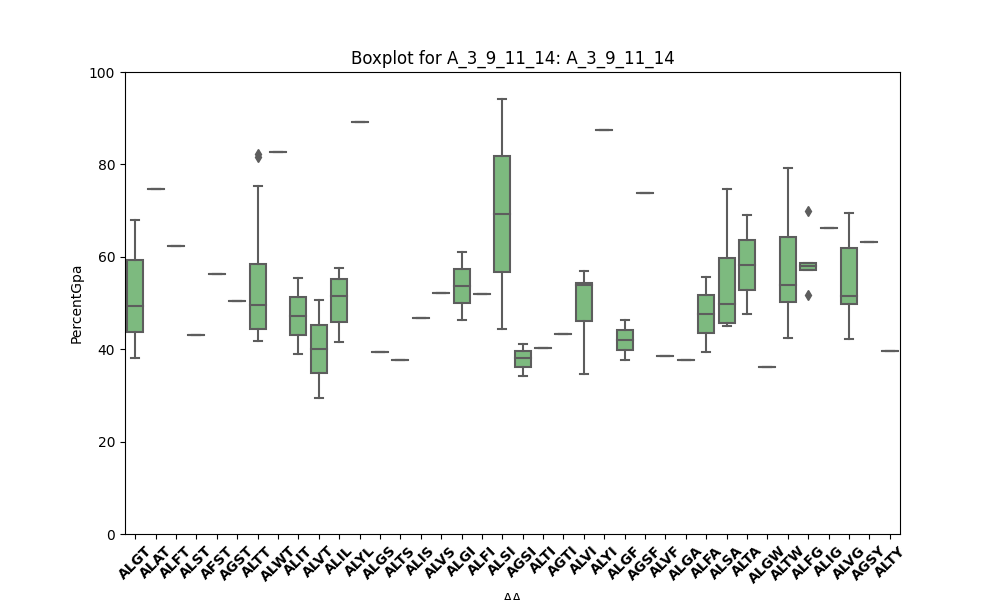 Boxplot for A_3_9_11_14: A_3_9_11_14
PercentGpa
100
80
60
40
20
0
ALGT
ALAT
ALFT
ALST
AFST
AGST
ALTT
ALWT
ALIT
ALVT
ALIL
ALYL
ALGS
ALTS
ALIS
ALVS
ALGI
ALFI
ALSI
AGSI
ALTI
AGTI
ALVI
ALYI
ALGF
AGSF
ALVF
ALGA
ALFA
ALSA
ALTA
ALGW
ALTW
ALFG
ALIG
ALVG
AGSY
ALTY
AA